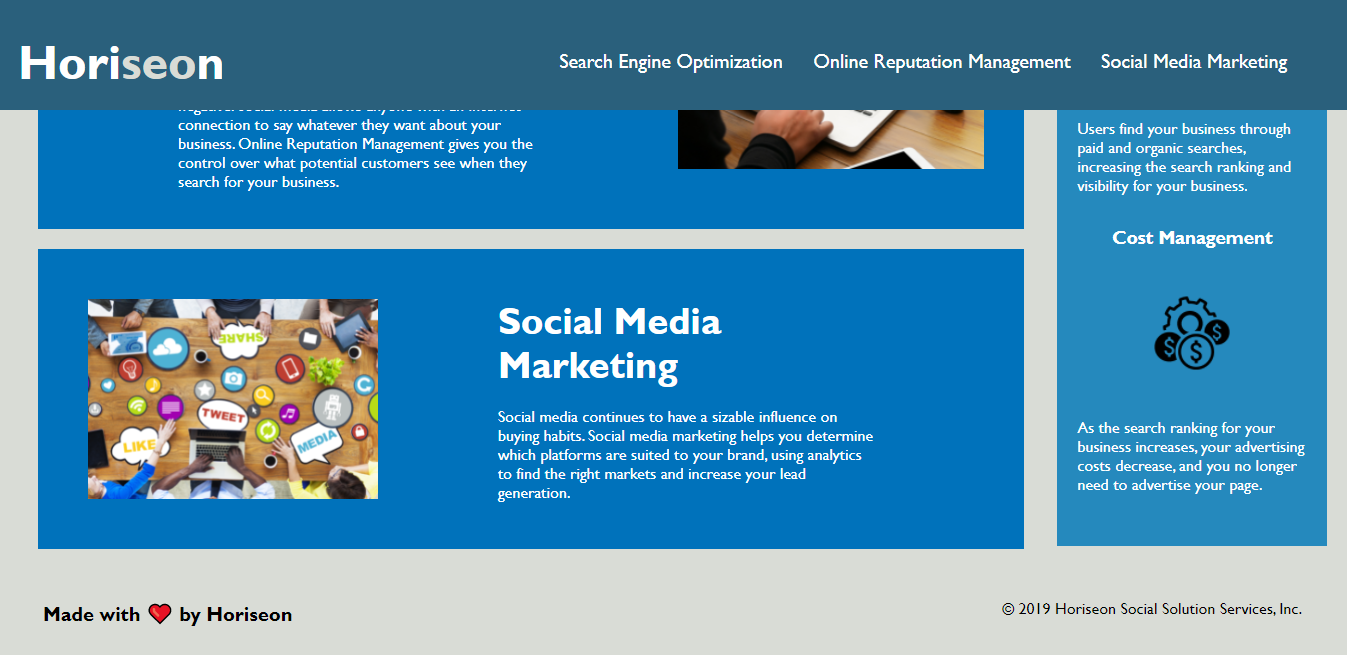 Horiseon
Search Engine Optimization
Online Reputation Management
Social Media Marketing
connection to say whatever they want about your
business. Online Reputation Management gives you the
control over what potential customers see when they
search for your business.
Social Media
Marketing
Social media continues to have a sizable influence on
buying habits. Social media marketing helps you determine
which platforms are suited to your brand, using analytics
to find the right markets and increase your lead
generation.
SHARE
TWEET
LIKE
MEDIA
Users find your business through
paid and organic searches,
increasing the search ranking and
visibility for your business.
Cost Management
$ $ $
As the search ranking for your
business increases, your advertising
costs decrease, and you no longer
need to advertise your page.
Made with ❤️ by Horiseon
© 2019 Horiseon Social Solution Services, Inc.